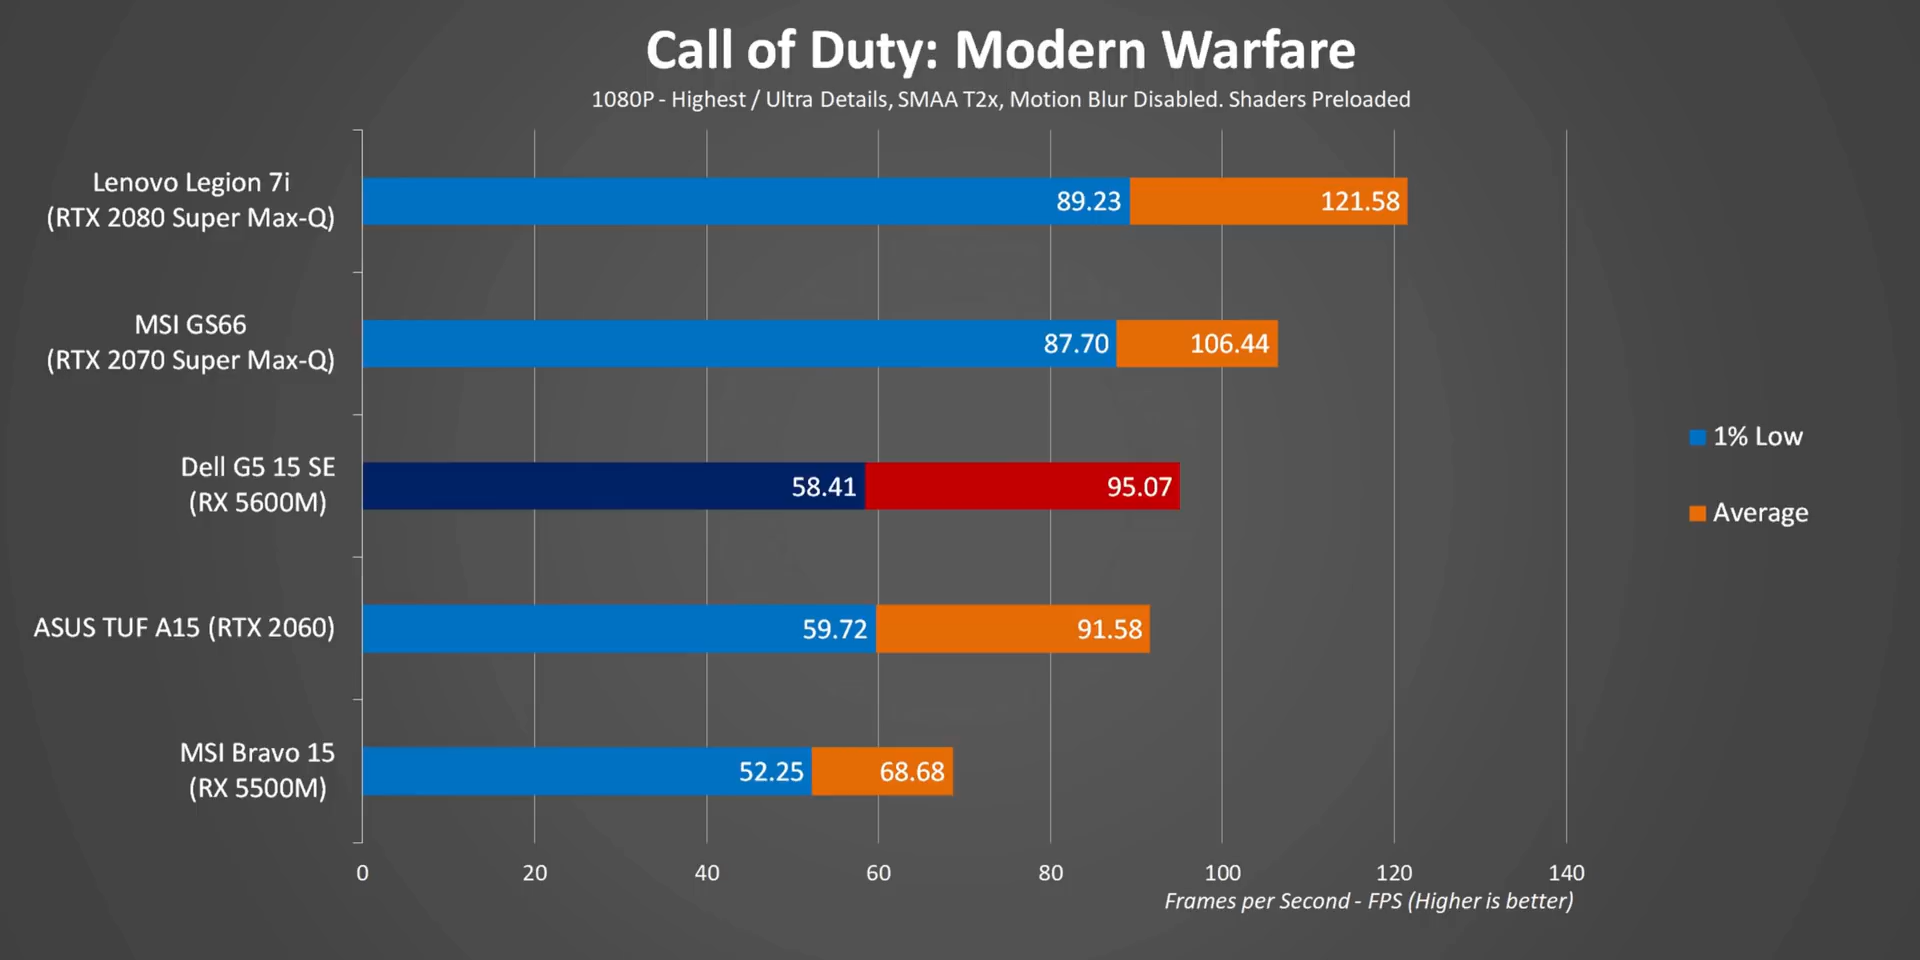 Call of Duty: Modern Warfare
1080P - Highest / Ultra Details, SMAA T2x, Motion Blur Disabled. Shaders Preloaded
Lenovo Legion 7i
(RTX 2080 Super Max-Q)
89.23
121.58
MSI GS66
(RTX 2070 Super Max-Q)
87.70
106.44
Dell G5 15 SE
(RX 5600M)
58.41
95.07
ASUS TUF A15 (RTX 2060)
59.72
91.58
MSI Bravo 15
(RX 5500M)
52.25
68.68
1% Low
Average
0 20 40 60 80 100 120 140
Frames per Second - FPS (Higher is better)